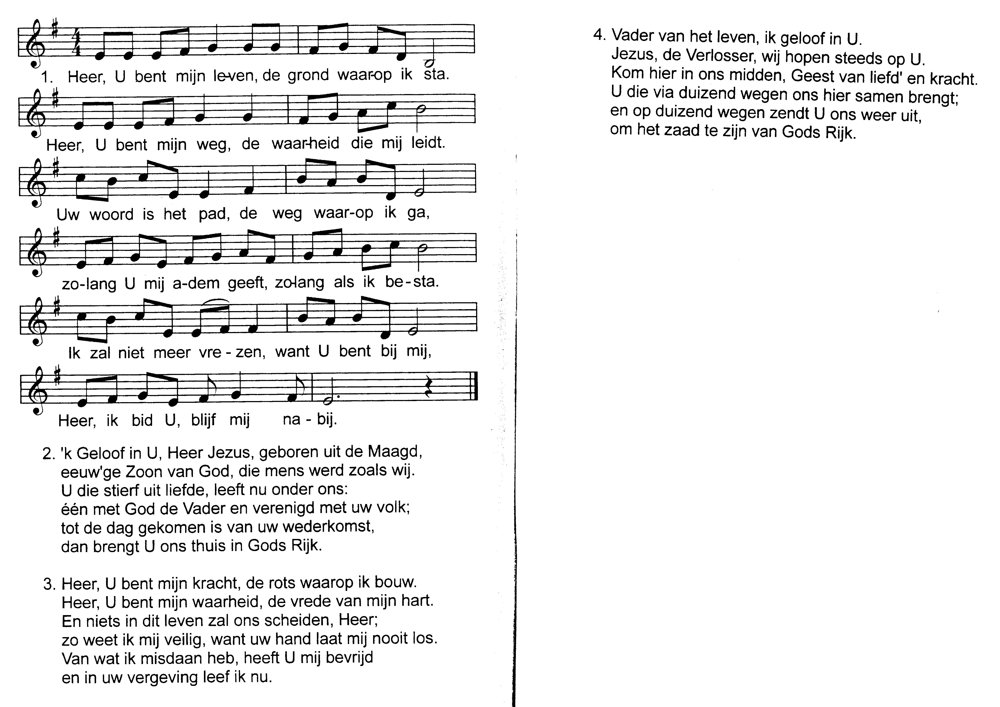 1. Heer, U bent mijn le-ven, de grond waar-op ik sta.
Heer, U bent mijn weg, de waar-heid die mij leidt.
Uw woord is het pad, de weg waar-op ik ga,
zo-lang U mij a-dem geeft, zo-lang als ik be-sta.
Ik zal niet meer vre-zen, want U bent bij mij,
Heer, ik bid U, blijf mij na-bij.
2. 'k Geloof in U, Heer Jezus, geboren uit de Maagd,
eeuw'ge Zoon van God, die mens werd zoals wij.
U die stierf uit liefde, leeft nu onder ons:
één met God de Vader en verenigd met uw volk;
tot de dag gekomen is van uw wederkomst,
dan brengt U ons thuis in Gods Rijk.
3. Heer, U bent mijn kracht, de rots waarop ik bouw.
Heer, U bent mijn waarheid, de vrede van mijn hart.
En niets in dit leven zal ons scheiden, Heer;
zo weet ik mij veilig, want uw hand laat mij nooit los.
Van wat ik misdaan heb, heeft U mij bevrijd
en in uw vergeving leef ik nu.
4. Vader van het leven, ik geloof in U.
Jezus, de Verlosser, wij hopen steeds op U.
Kom hier in ons midden, Geest van liefd' en kracht.
U die via duizend wegen ons hier samen brengt;
en op duizend wegen zendt U ons weer uit,
om het zaad te zijn van Gods Rijk.